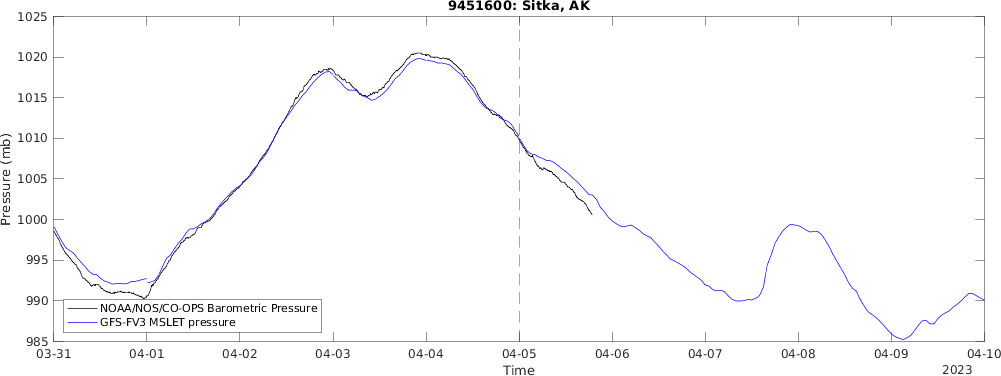 9451600: Sitka, AK
1025
1020
1015
1010
1005
1000
995
990
985
Pressure (mb)
NOAA/NOS/CO-OPS Barometric Pressure
GFS-FV3 MSLET pressure
03-31 04-01 04-02 04-03 04-04 04-05 04-06 04-07 04-08 04-09 04-10
Time
2023